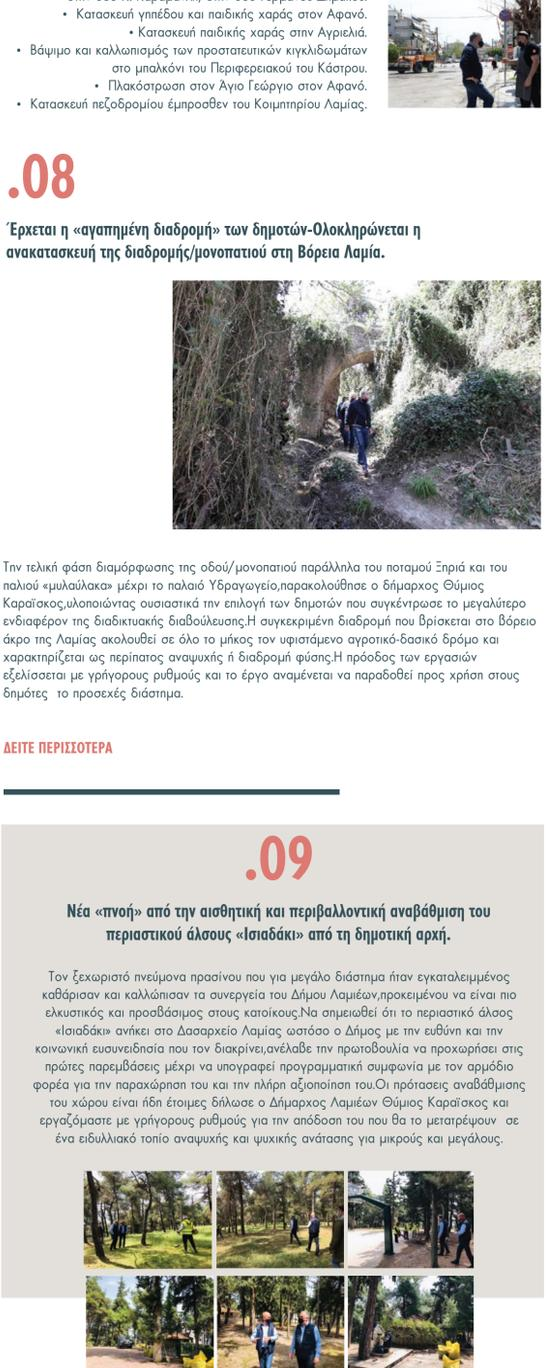 • Κατασκευή γηπέδου και παιδικής χαράς στον Αφανό.
• Κατασκευή παιδικής χαράς στην Αγριελιά.
• Βάψιμο και καλλωπισμός των προστατευτικών κιγκλιδωμάτων
στο μπαλκόνι του Περιφερειακού του Κάστρου.
• Πλακόστρωση στον Άγιο Γεώργιο στον Αφανό.
• Κατασκευή πεζοδρομίου έμπροσθεν του Κοιμητηρίου Λαμίας.
.08
Έρχεται η «αγαπημένη διαδρομή» των δημοτών-Ολοκληρώνεται η
ανακατασκευή της διαδρομής/μονοπατιού στη Βόρεια Λαμία.
Την τελική φάση διαμόρφωσης της οδού/μονοπατιού παράλληλα του ποταμού Ξηριά και του
παλιού «μυλαύλακα» μέχρι το παλαιό Υδραγωγείο,παρακολούθησε ο δήμαρχος Θύμιος
Καραΐσκος,υλοποιώντας ουσιαστικά την επιλογή των δημοτών που συγκέντρωσε το μεγαλύτερο
ενδιαφέρον της διαδικτυακής διαβούλευσης.Η συγκεκριμένη διαδρομή που βρίσκεται στο βόρειο
άκρο της Λαμίας ακολουθεί σε όλο το μήκος τον υφιστάμενο αγροτικό-δασικό δρόμο και
χαρακτηρίζεται ως περίπατος αναψυχής ή διαδρομή φύσης.Η πρόοδος των εργασιών
εξελίσσεται με γρήγορους ρυθμούς και το έργο αναμένεται να παραδοθεί προς χρήση στους
δημότες το προσεχές διάστημα.
ΔΕΙΤΕ ΠΕΡΙΣΣΟΤΕΡΑ
.09
Νέα «πνοή» από την αισθητική και περιβαλλοντική αναβάθμιση του
περιαστικού άλσους «Ισιαδάκι» από τη δημοτική αρχή.
Τον ξεχωριστό πνεύμονα πρασίνου που για μεγάλο διάστημα ήταν εγκαταλειμμένος
καθάρισαν και καλλώπισαν τα συνεργεία του Δήμου Λαμιέων,προκειμένου να είναι πιο
ελκυστικός και προσβάσιμος στους κατοίκους.Να σημειωθεί ότι το περιαστικό άλσος
«Ισιαδάκι» ανήκει στο Δασαρχείο Λαμίας ωστόσο ο Δήμος με την ευθύνη και την
κοινωνική ευσυνειδησία που τον διακρίνει,ανέλαβε την πρωτοβουλία να προχωρήσει στις
πρώτες παρεμβάσεις μέχρι να υπογραφεί προγραμματική συμφωνία με τον αρμόδιο
φορέα για την παραχώρηση του και την πλήρη αξιοποίηση του.Οι προτάσεις αναβάθμισης
του χώρου είναι ήδη έτοιμες δήλωσε ο Δήμαρχος Λαμιέων Θύμιος Καραΐσκος και
εργαζόμαστε με γρήγορους ρυθμούς για την απόδοση του που θα το μετατρέψουν σε
ένα ειδυλλιακό τοπίο αναψυχής και ψυχικής ανάτασης για μικρούς και μεγάλους.